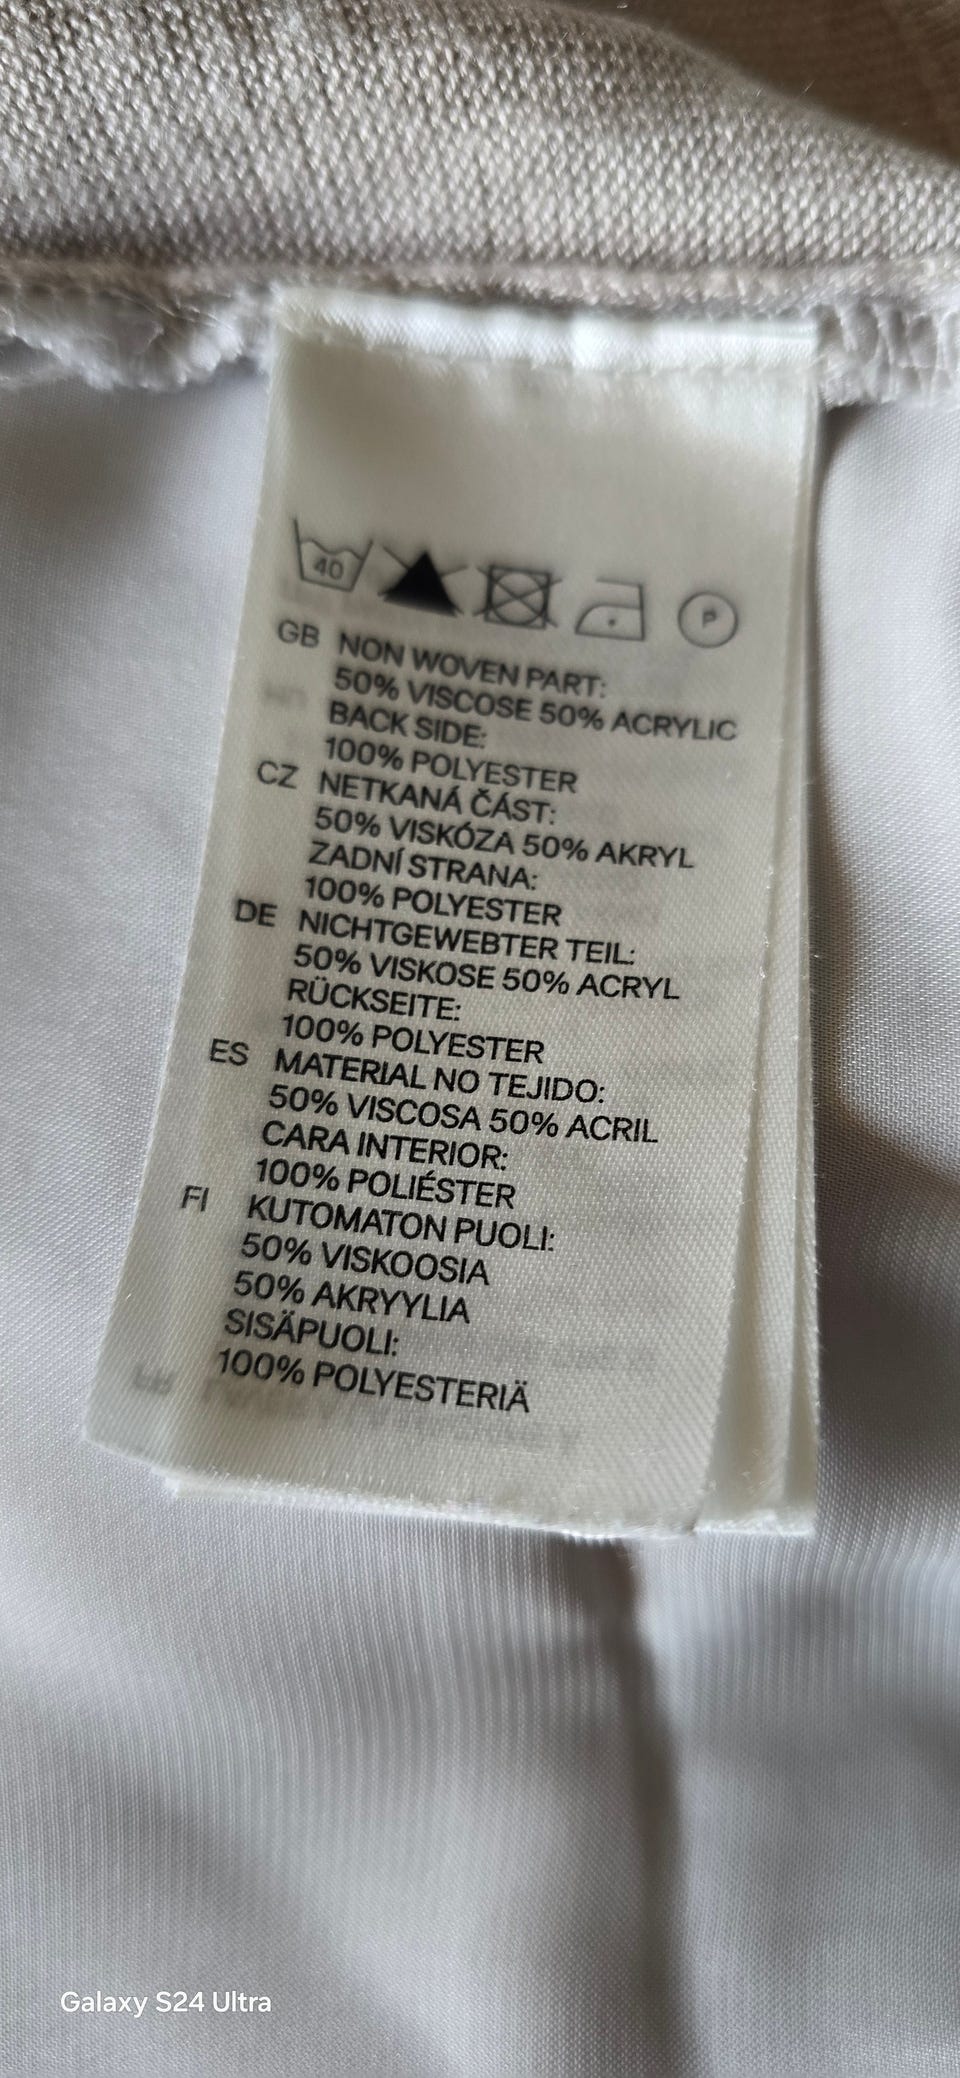 40
P
GB NON WOVEN PART:
50% VISCOSE 50% ACRYLIC
BACK SIDE:
100% POLYESTER
CZ NETKANÁ ČÁST:
50% VISKÓZA 50% AKRYL
ZADNÍ STRANA:
100% POLYESTER
DE NICHTGEWEBTER TEIL:
50% VISKOSE 50% ACRYL
RÜCKSEITE:
100% POLYESTER
ES MATERIAL NO TEJIDO:
50% VISCOSA 50% ACRIL
CARA INTERIOR:
100% POLIÉSTER
FI KUTOMATON PUOLI:
50% VISKOOSIA
50% AKRYYLIA
SISÄPUOLI:
100% POLYESTERIÄ
Galaxy S24 Ultra